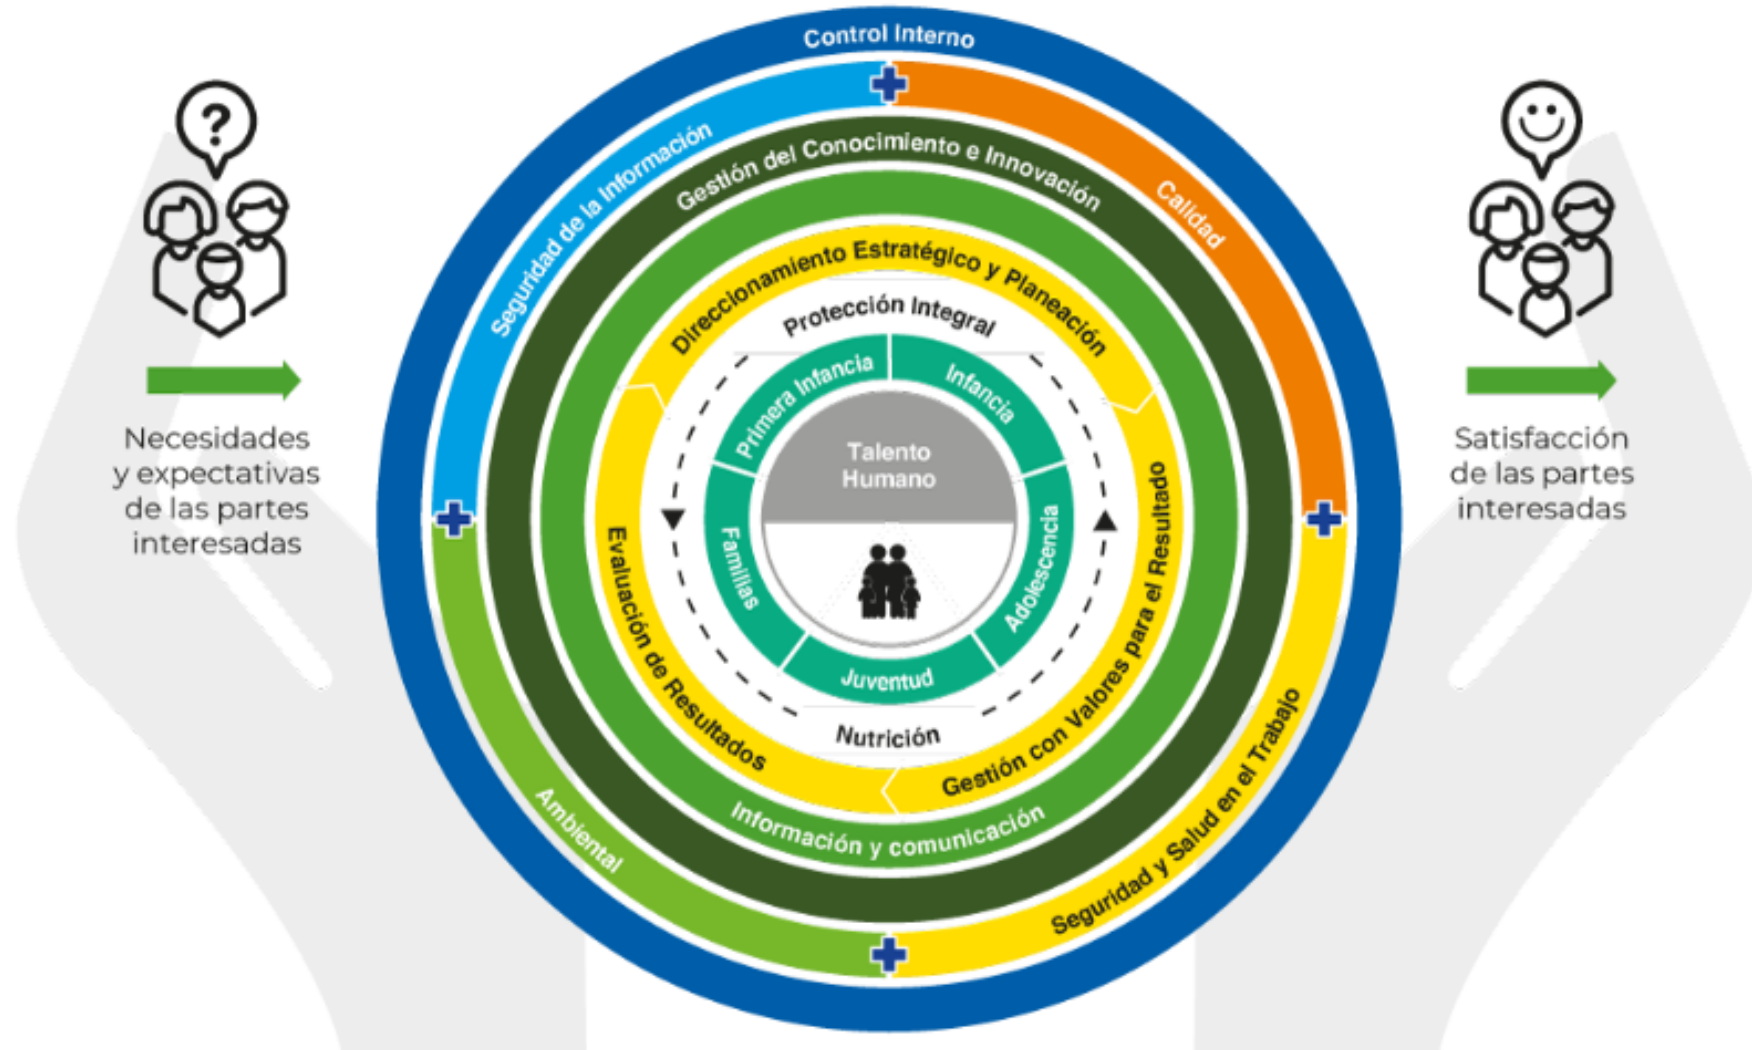 Control Interno
Seguridad de la Información
Calidad
Gestión del Conocimiento e Innovación
Direccionamiento Estratégico y Planeación
Protección Integral
Primera Infancia
Infancia
Talento
Humano
Familias
Adolescencia
Juventud
Nutrición
Evaluación de Resultados
Gestión con Valores para el Resultado
Información y comunicación
Ambiental
Seguridad y Salud en el Trabajo
?
Necesidades
y expectativas
de las partes
interesadas
Satisfacción
de las partes
interesadas